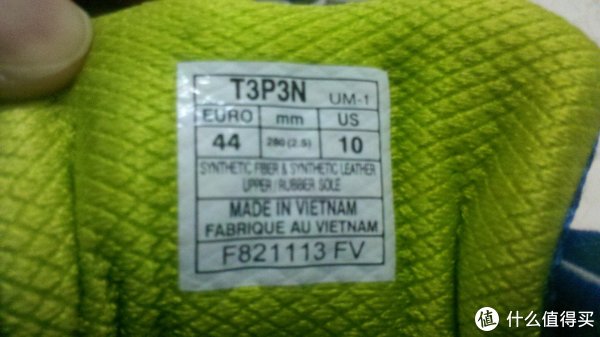 T3P3N UM-1
EURO mm US
44 280 (2.5) 10
SYNTHETIC FIBER & SYNTHETIC LEATHER
UPPER / RUBBER SOLE
MADE IN VIETNAM
FABRIQUE AU VIETNAM
F821113 FV
值 什么值得买